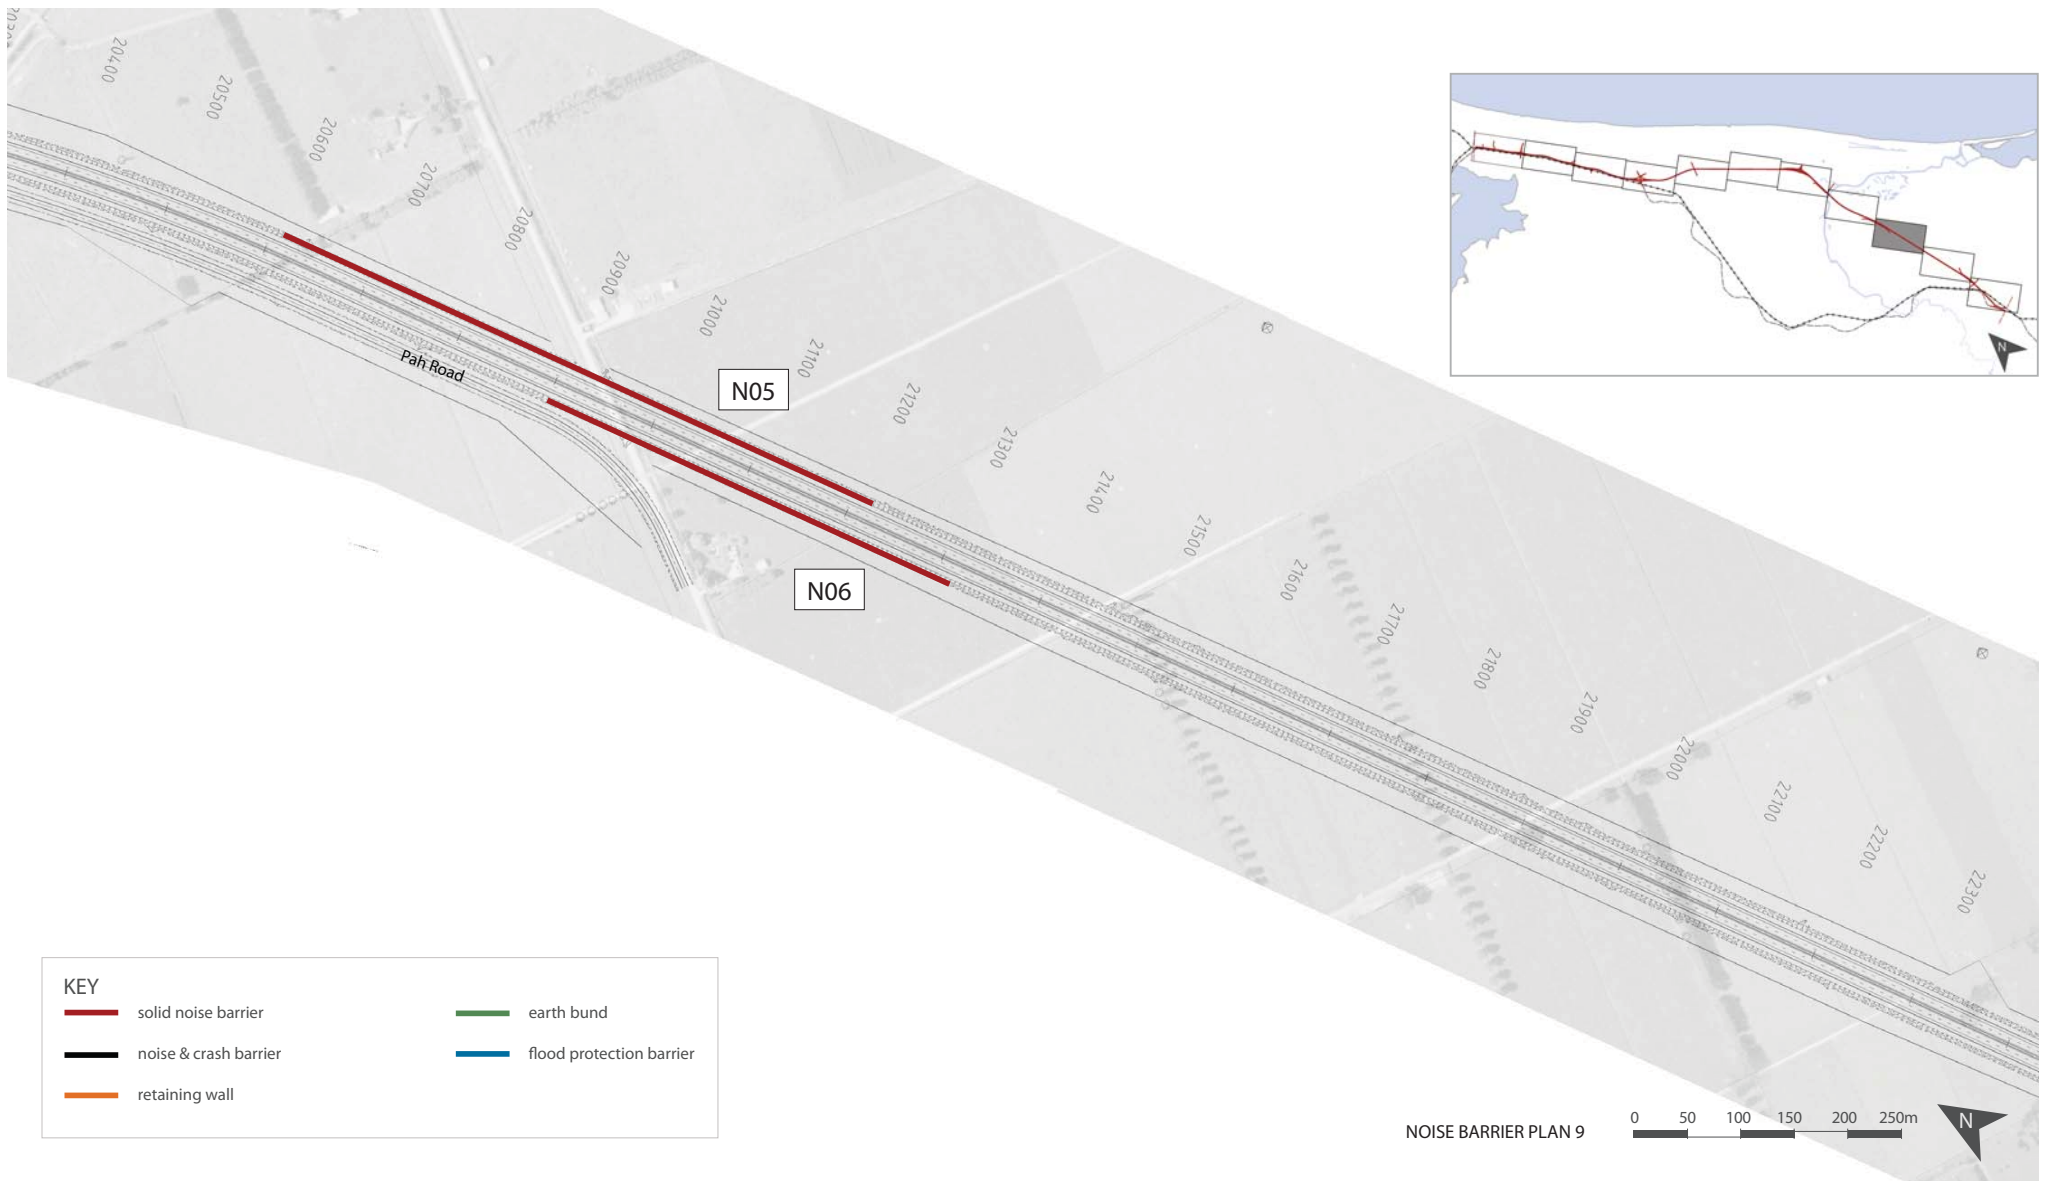 20400
20500
20600
20700
20800
20900
21000
21100
21200
21300
21400
21500
21600
21700
21800
21900
22000
22100
22200
22300
Pah Road
N05
N06
N
KEY
solid noise barrier
noise & crash barrier
retaining wall
earth bund
flood protection barrier
NOISE BARRIER PLAN 9
0 50 100 150 200 250m
N